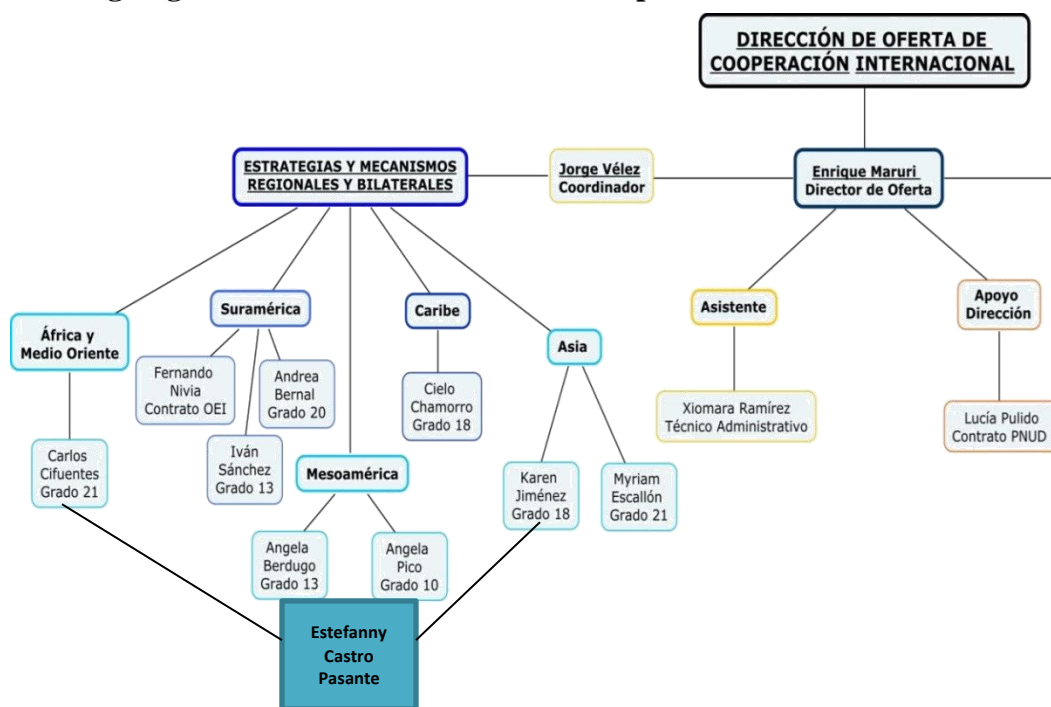 DIRECCIÓN DE OFERTA DE
COOPERACIÓN INTERNACIONAL
ESTRATEGIAS Y MECANISMOS
REGIONALES Y BILATERALES
Jorge Vélez
Coordinador
Enrique Maruri
Director de Oferta
África y
Medio Oriente
Suramérica
Caribe
Asia
Asistente
Apoyo
Dirección
Fernando
Nivia
Contrato OEI
Andrea
Bernal
Grado 20
Cielo
Chamorro
Grado 18
Xiomara Ramírez
Técnico Administrativo
Lucía Pulido
Contrato PNUD
Carlos
Cifuentes
Grado 21
Iván
Sánchez
Grado 13
Mesoamérica
Karen
Jiménez
Grado 18
Myriam
Escallón
Grado 21
Angela
Berdugo
Grado 13
Angela
Pico
Grado 10
Estefanny
Castro
Pasante